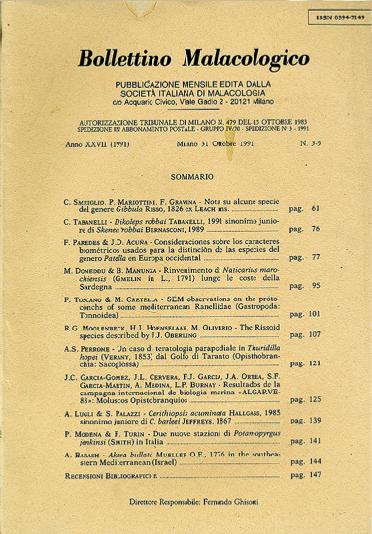 ISSN 0394-7149
Bollettino Malacologico
PUBBLICAZIONE MENSILE EDITA DALLA
SOCIETÀ ITALIANA DI MALACOLOGIA
c/o Acquario Civico, Viale Gadio 2 - 20121 Milano
AUTORIZZAZIONE TRIBUNALE DI MILANO N. 479 DEL 15 OTTOBRE 1983
SPEDIZIONE IN ABBONAMENTO POSTALE - GRUPPO IV/70 - SPEDIZIONE N. 3 - 1991
Anno XXVII (1991) Milano 31 Ottobre 1991 N. 5-9
SOMMARIO
C. SMRIGLIO, P. MARIOTTINI, F. GRAVINA - Note su alcune specie
del genere Gibbula RISSO, 1826 ex LEACH ms. pag. 61
C. TABANELLI - Dikoleps robbai TABANELLI, 1991 sinonimo junio-
re di Skenea robbai BERNASCONI, 1989 pag. 76
F. PAREDES & J.D. ACUÑA - Consideraciones sobre los caracteres
biométricos usados para la distinción de las especies del
genero Patella en Europa occidental pag. 77
M. DONEDDU & B. MANUNZA - Rinvenimento di Naticarius maroc-
chiensis (GMELIN in L., 1791) lungo le coste della
Sardegna pag. 95
P. TONGIO & M. CRETELLA - SEM observations on the proto-
conchs of some mediterranean Ranellidae (Gastropoda:
Tonnoidea) pag. 101
R.G. MOOLENBEEK, H.J. HOENSELAAR, M. OLIVERIO - The Rissoid
species described by J.J. OBERLING pag. 107
A.S. PERRONE - Un caso di teratologia parapodiale in Thuridilla
hopei (VERANY, 1853) dal Golfo di Taranto (Opisthobran-
chia: Sacoglossa) pag. 121
J.C. GARCIA-GOMEZ, J.L. CERVERA, F.J. GARCIA, J.A. ORTEA, S.F.
GARCIA-MARTIN, A. MEDINA, L.P. BURNAY - Resultados de la
campagna internacional de biologia marina «ALGARVE-
88»: Moluscos Opistobranquios pag. 125
A. LUGLI & S. PALAZZI - Cerithiopsis acuminata HALLGASS, 1985
sinonimo juniore di C. barleei JEFFREYS, 1867 pag. 139
P. MODENA & F. TURIN - Due nuove stazioni di Potamopyrgus
jenkinsi (SMITH) in Italia pag. 141
A. BARASH - Akera bullata MUELLER O.F., 1776 in the southea-
stern Mediterranean (Israel) pag. 144
RECENSIONI BIBLIOGRAFICHE pag. 147
Direttore Responsabile: Fernando Ghisotti